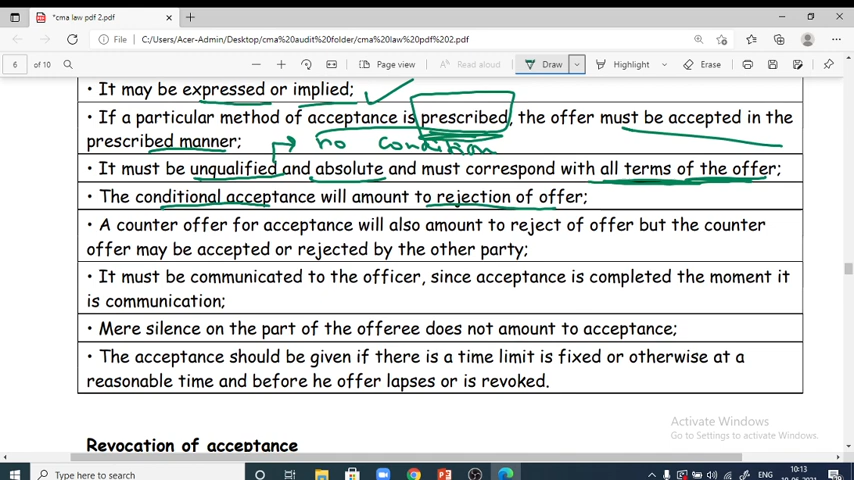 *cma law pdf 2.pdf
File C:/Users/Acer-Admin/Desktop/cma%20audit%20folder/cma%20law%20pdf%202.pdf
6 of 10 Page view Read aloud Draw Highlight Erase
• It may be expressed or implied;
• If a particular method of acceptance is prescribed, the offer must be accepted in the
prescribed manner;
no condition
• It must be unqualified and absolute and must correspond with all terms of the offer;
• The conditional acceptance will amount to rejection of offer;
• A counter offer for acceptance will also amount to reject of offer but the counter
offer may be accepted or rejected by the other party;
• It must be communicated to the officer, since acceptance is completed the moment it
is communication;
• Mere silence on the part of the offeree does not amount to acceptance;
• The acceptance should be given if there is a time limit is fixed or otherwise at a
reasonable time and before he offer lapses or is revoked.
Activate Windows
Go to Settings to activate Windows.
Revocation of acceptance
Type here to search
ENG
10:13